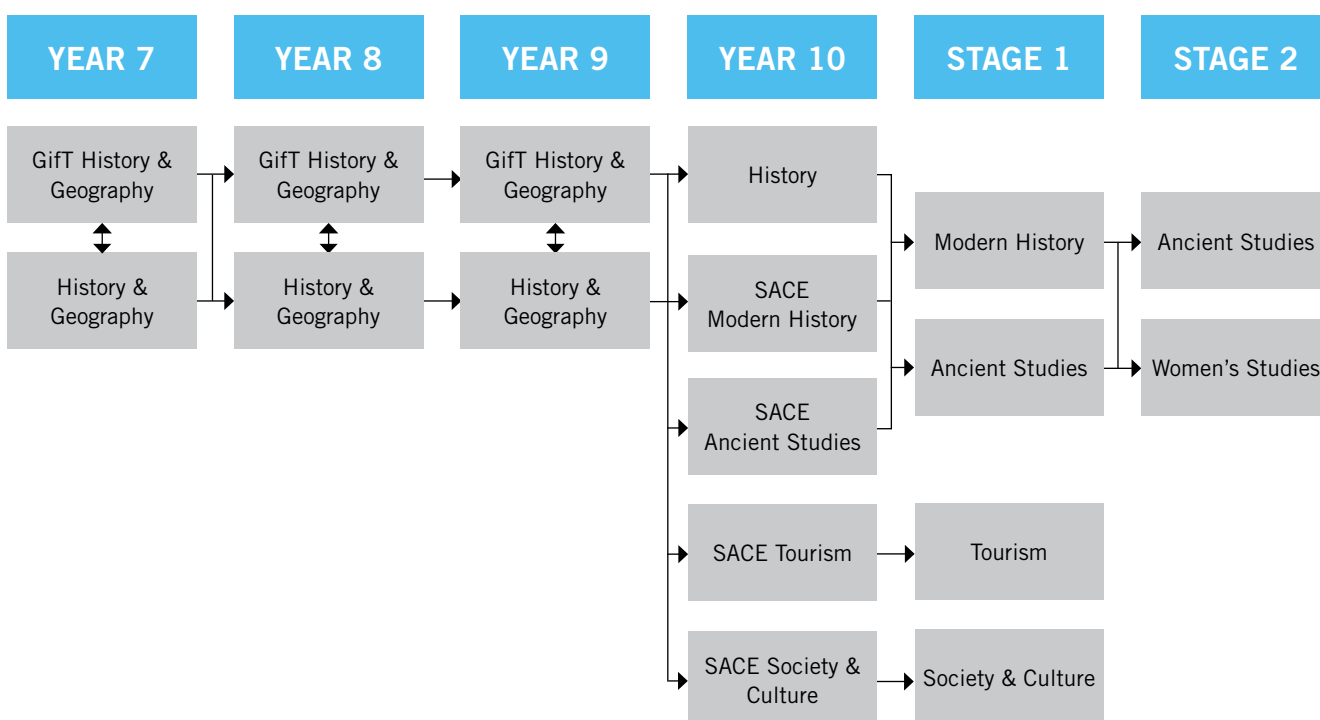 YEAR 7
YEAR 8
YEAR 9
YEAR 10
STAGE 1
STAGE 2
GifT History &
Geography
History &
Geography
GifT History &
Geography
History &
Geography
GifT History &
Geography
History &
Geography
History
SACE
Modern History
SACE
Ancient Studies
SACE Tourism
SACE Society &
Culture
Modern History
Ancient Studies
Tourism
Society & Culture
Ancient Studies
Women's Studies